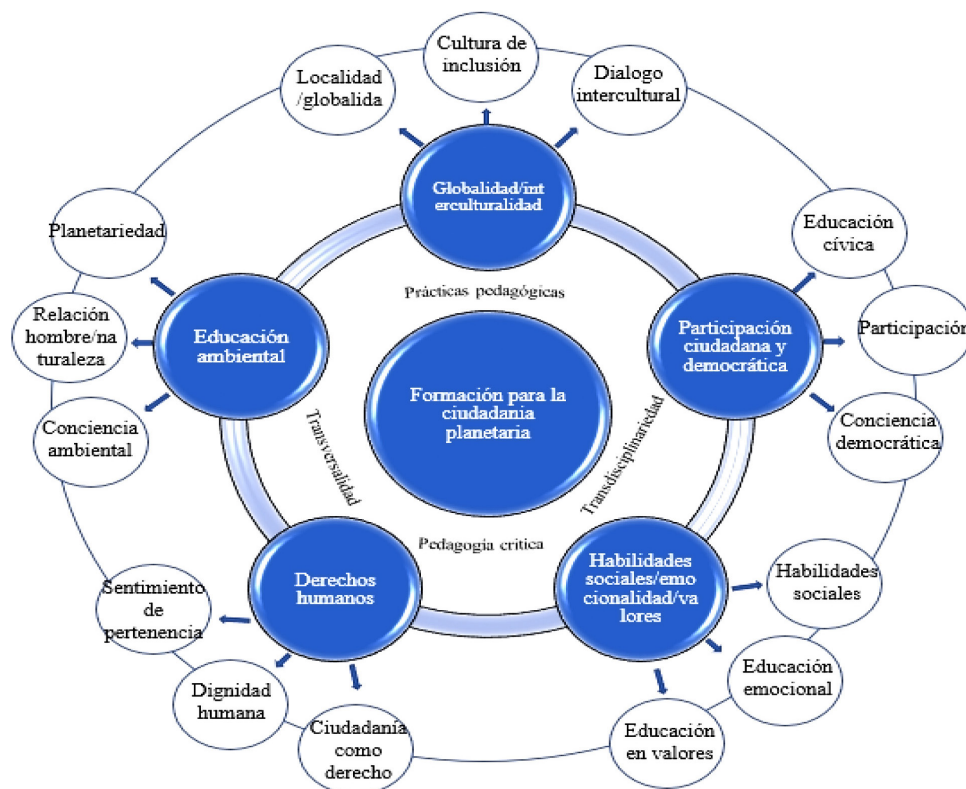 Cultura de
inclusión
Localidad
/globalida
Dialogo
intercultural
Globalidad/int
erculturalidad
Planetariedad
Educación
cívica
Prácticas pedagógicas
Relación
hombre/na
turaleza
Educación
ambiental
Participación
ciudadana y
democrática
Participación
Formación para la
ciudadania
planetaria
Conciencia
ambiental
Conciencia
democrática
Transversalidad
Transdisciplinariedad
Pedagogía critica
Derechos
humanos
Habilidades
sociales/emo
cionalidad/va
lores
Habilidades
sociales
Sentimiento
de
pertenencia
Educación
emocional
Dignidad
humana
Ciudadanía
como
derecho
Educación
en valores